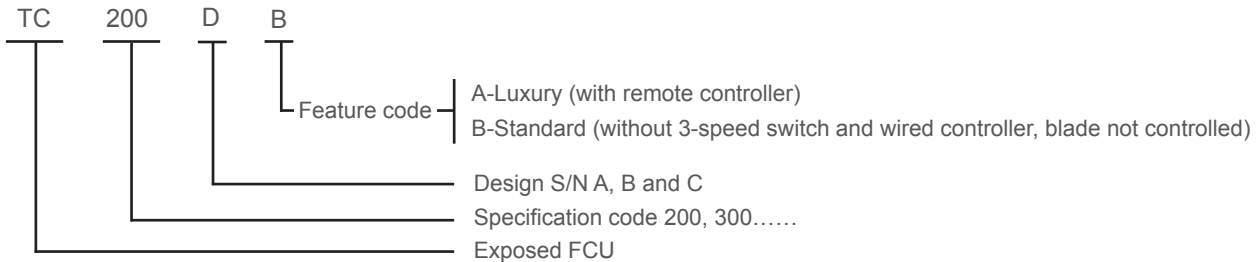 TC 200 D B
Feature code
A-Luxury (with remote controller)
B-Standard (without 3-speed switch and wired controller, blade not controlled)
Design S/N A, B and C
Specification code 200, 300……
Exposed FCU